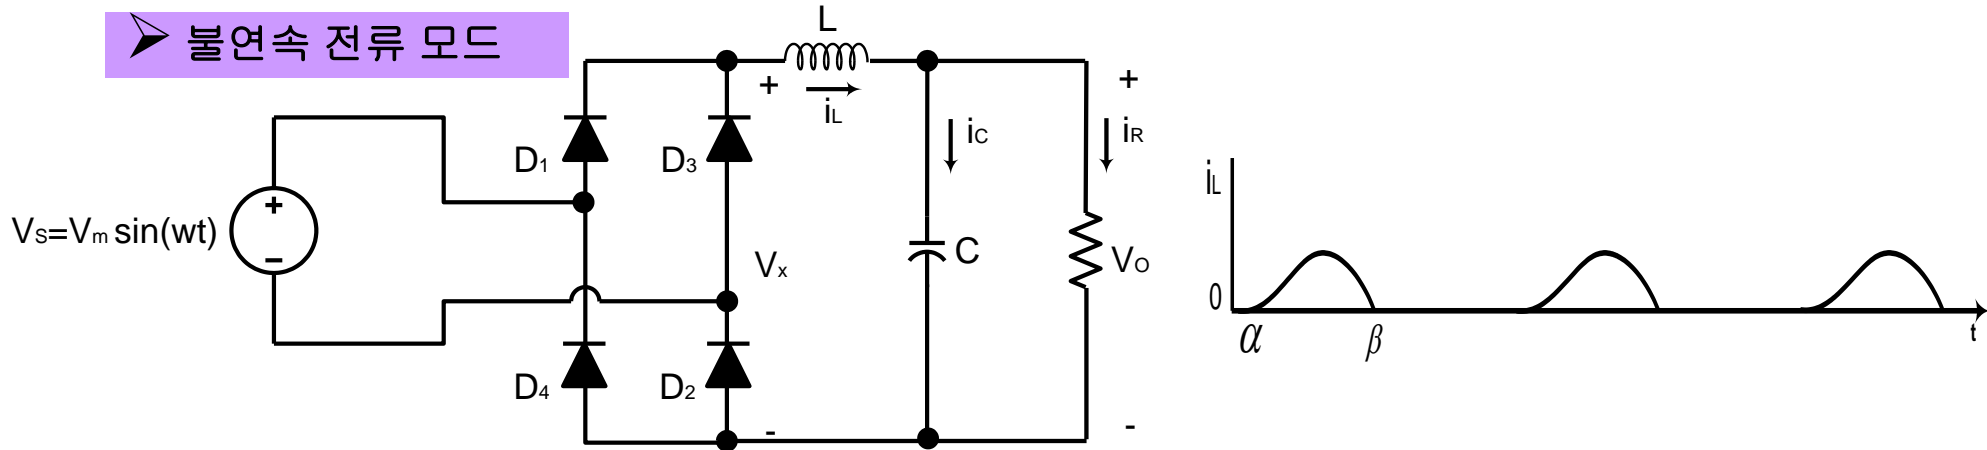 불연속 전류 모드
L
+
iL
+
iC
iR
D1
D3
VS=Vm sin(wt)
+
-
Vx
C
VO
D4
D2
-
-
iL
0
α
β
t